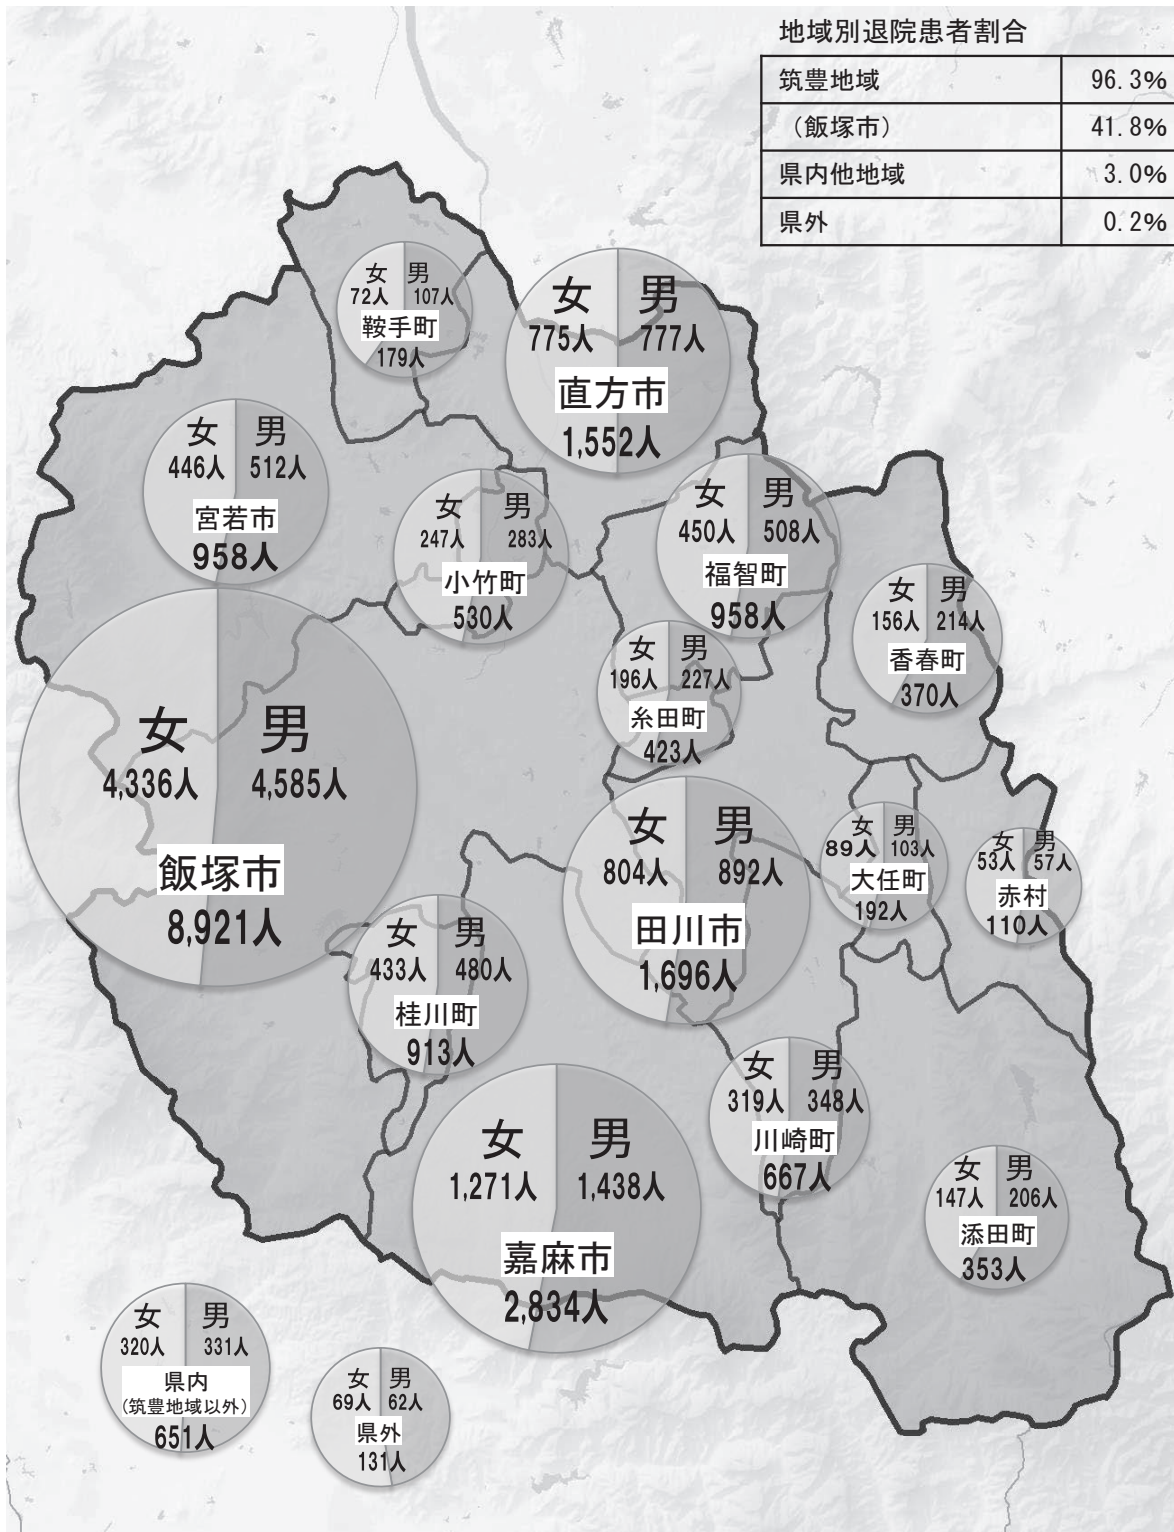 地域別退院患者割合
筑豊地域 96.3%
（飯塚市） 41.8%
県内他地域 3.0%
県外 0.2%
女 男
72人 107人
鞍手町
179人
女 男
775人 777人
直方市
1,552人
女 男
446人 512人
宮若市
958人
女 男
247人 283人
小竹町
530人
女 男
450人 508人
福智町
958人
女 男
156人 214人
香春町
370人
女 男
196人 227人
糸田町
423人
女 男
4,336人 4,585人
飯塚市
8,921人
女 男
804人 892人
田川市
1,696人
女 男
89人 103人
大任町
192人
女 男
53人 57人
赤村
110人
女 男
433人 480人
桂川町
913人
女 男
319人 348人
川崎町
667人
女 男
1,271人 1,438人
嘉麻市
2,834人
女 男
147人 206人
添田町
353人
女 男
320人 331人
県内
(筑豊地域以外)
651人
女 男
69人 62人
県外
131人